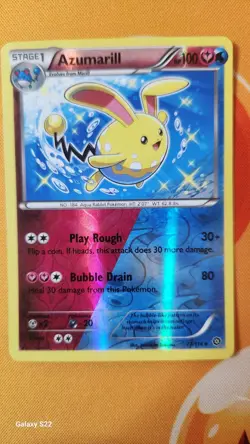 STAGE1
Azumarill
HP100
Evolves from Marill
NO. 184 Aqua Rabbit Pokémon HT: 2'07" WT: 62.8 lbs.
Play Rough 30+
Flip a coin. If heads, this attack does 30 more damage.
Bubble Drain 80
Heal 30 damage from this Pokémon.
Galaxy S22